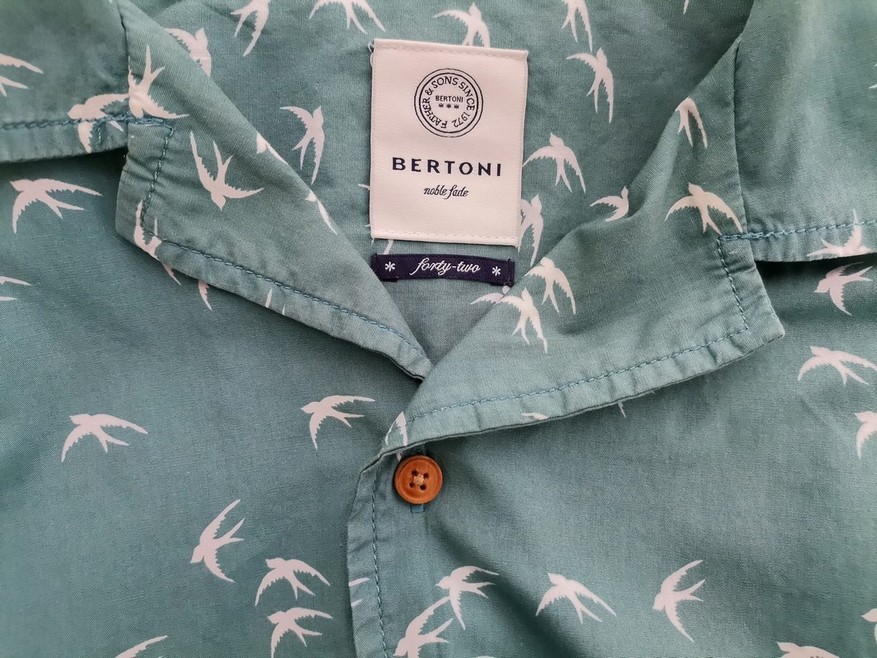 FATHER & SONS SINCE 1972
BERTONI
***
BERTONI
noble fade
* forty-two *